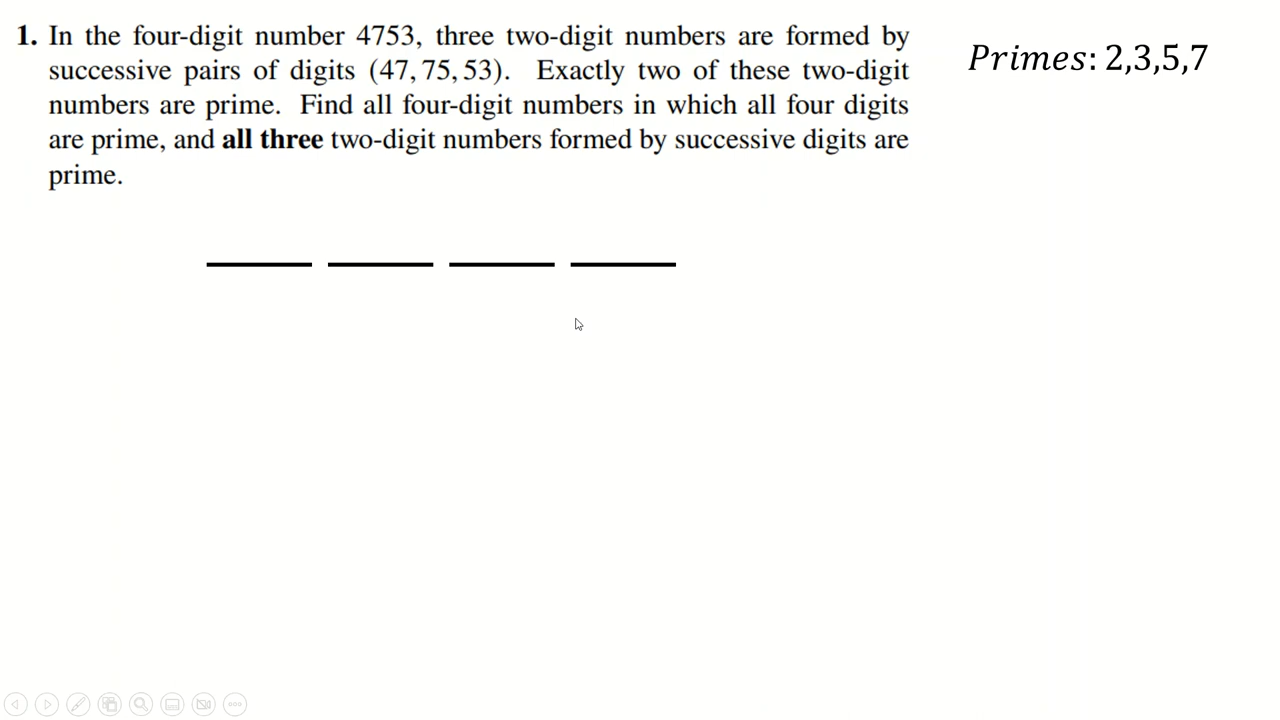 1. In the four-digit number 4753, three two-digit numbers are formed by
successive pairs of digits (47, 75, 53). Exactly two of these two-digit
numbers are prime. Find all four-digit numbers in which all four digits
are prime, and all three two-digit numbers formed by successive digits are
prime.
Primes: 2,3,5,7